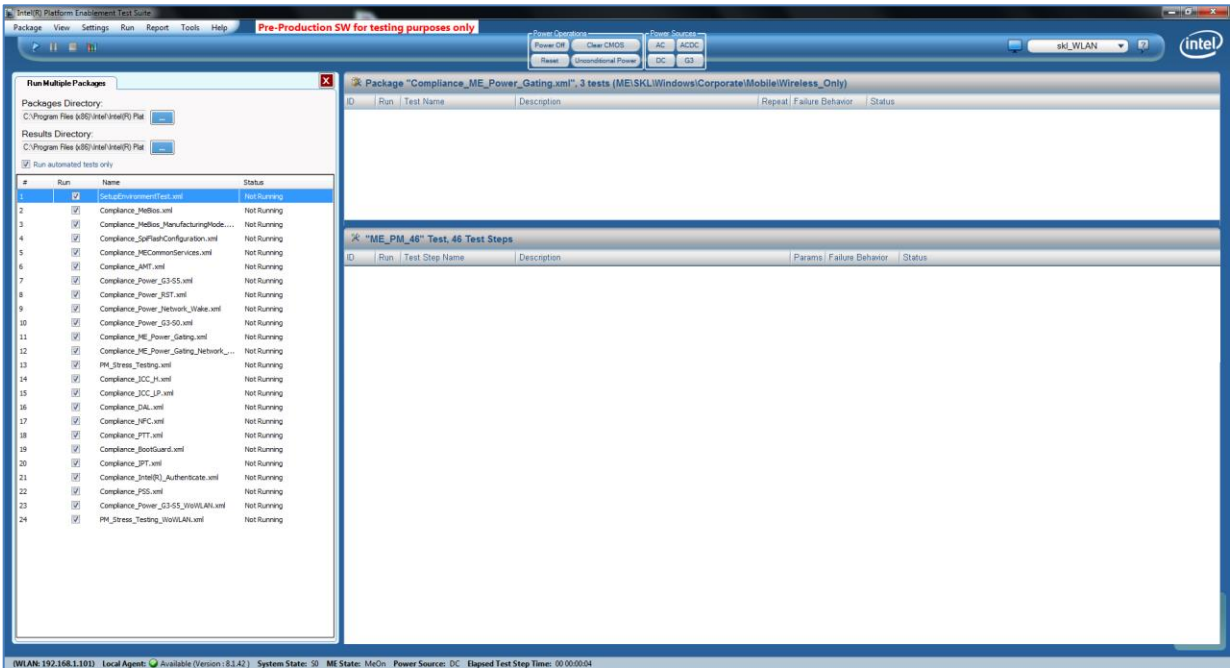 Intel(R) Platform Enablement Test Suite
Package View Settings Run Report Tools Help
Pre-Production SW for testing purposes only
Power Operations
Power Sources
Power Off Clear CMOS AC ACDC
Reset Unconditional Power DC G3
skl_WLAN
intel
Run Multiple Packages
Packages Directory:
C:\Program Files (x86)\Intel\Intel(R) Plat ...
Results Directory:
C:\Program Files (x86)\Intel\Intel(R) Plat ...
Run automated tests only
# Run Name Status
1 SetupEnvironmentTest.xml Not Running
2 Compliance_MeBios.xml Not Running
3 Compliance_MeBios_ManufacturingMode.... Not Running
4 Compliance_SpiFlashConfiguration.xml Not Running
5 Compliance_MECommonServices.xml Not Running
6 Compliance_AMT.xml Not Running
7 Compliance_Power_G3-S5.xml Not Running
8 Compliance_Power_RST.xml Not Running
9 Compliance_Power_Network_Wake.xml Not Running
10 Compliance_Power_G3-S0.xml Not Running
11 Compliance_ME_Power_Gating.xml Not Running
12 Compliance_ME_Power_Gating_Network_... Not Running
13 PM_Stress_Testing.xml Not Running
14 Compliance_ICC_H.xml Not Running
15 Compliance_ICC_LP.xml Not Running
16 Compliance_DAL.xml Not Running
17 Compliance_NFC.xml Not Running
18 Compliance_PTT.xml Not Running
19 Compliance_BootGuard.xml Not Running
20 Compliance_IPT.xml Not Running
21 Compliance_Intel(R)_Authenticate.xml Not Running
22 Compliance_PSS.xml Not Running
23 Compliance_Power_G3-S5_WoWLAN.xml Not Running
24 PM_Stress_Testing_WoWLAN.xml Not Running
Package "Compliance_ME_Power_Gating.xml", 3 tests (ME\SKL\Windows\Corporate\Mobile\Wireless_Only)
ID Run Test Name Description Repeat Failure Behavior Status
"ME_PM_46" Test, 46 Test Steps
ID Run Test Step Name Description Params Failure Behavior Status
(WLAN: 192.168.1.101) Local Agent: Available (Version : 8.1.42 ) System State: S0 ME State: MeOn Power Source: DC Elapsed Test Step Time: 00 00:00:04